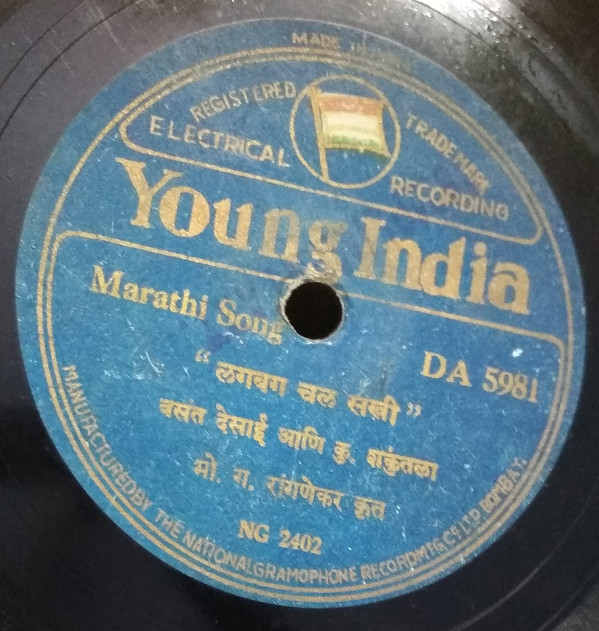 MADE IN
REGISTERED TRADE MARK
ELECTRICAL RECORDING
Young India
Marathi Song
DA 5981
“लगबग चल सखी”
वसंत देसाई आणि कु. शकुंतला
मो. ग. रांगणेकर कृत
NG 2402
MANUFACTURED BY THE NATIONAL GRAMOPHONE RECORD MFG. CO. LTD. BOMBAY.